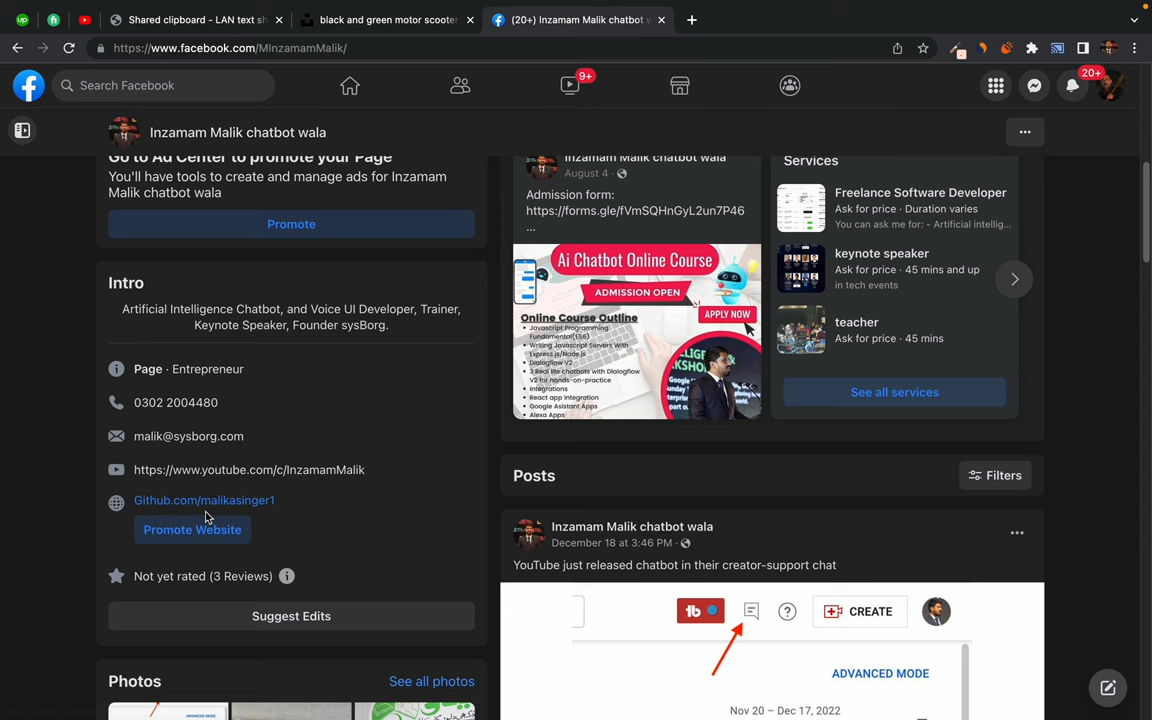 Shared clipboard - LAN text sh
black and green motor scooter
(20+) Inzamam Malik chatbot w
https://www.facebook.com/MInzamamMalik/
Search Facebook
9+
20+
Inzamam Malik chatbot wala
Go to Ad Center to promote your Page
You'll have tools to create and manage ads for Inzamam
Malik chatbot wala
Promote
Intro
Artificial Intelligence Chatbot, and Voice UI Developer, Trainer,
Keynote Speaker, Founder sysBorg.
Page · Entrepreneur
0302 2004480
malik@sysborg.com
https://www.youtube.com/c/InzamamMalik
Github.com/malikasinger1
Promote Website
Not yet rated (3 Reviews)
Suggest Edits
Photos
See all photos
Inzamam Malik chatbot wala
August 4 ·
Admission form:
https://forms.gle/fVmSQHnGyL2un7P46
...
Ai Chatbot Online Course
ADMISSION OPEN
APPLY NOW
Online Course Outline
Javascript Programming
Fundamental(ES6)
Writing Javascript Servers With
Express.js/Node.js
Dialogflow V2
3 Real life chatbots with Dialogflow
V2 for hands-on-practice
Integrations
React app Integration
Google Asistant Apps
Alexa Apps
Services
Freelance Software Developer
Ask for price · Duration varies
You can ask me for: - Artificial intellig...
keynote speaker
Ask for price · 45 mins and up
in tech events
teacher
Ask for price · 45 mins
See all services
Posts
Filters
Inzamam Malik chatbot wala
December 18 at 3:46 PM ·
YouTube just released chatbot in their creator-support chat
CREATE
ADVANCED MODE
Nov 20 – Dec 17, 2022